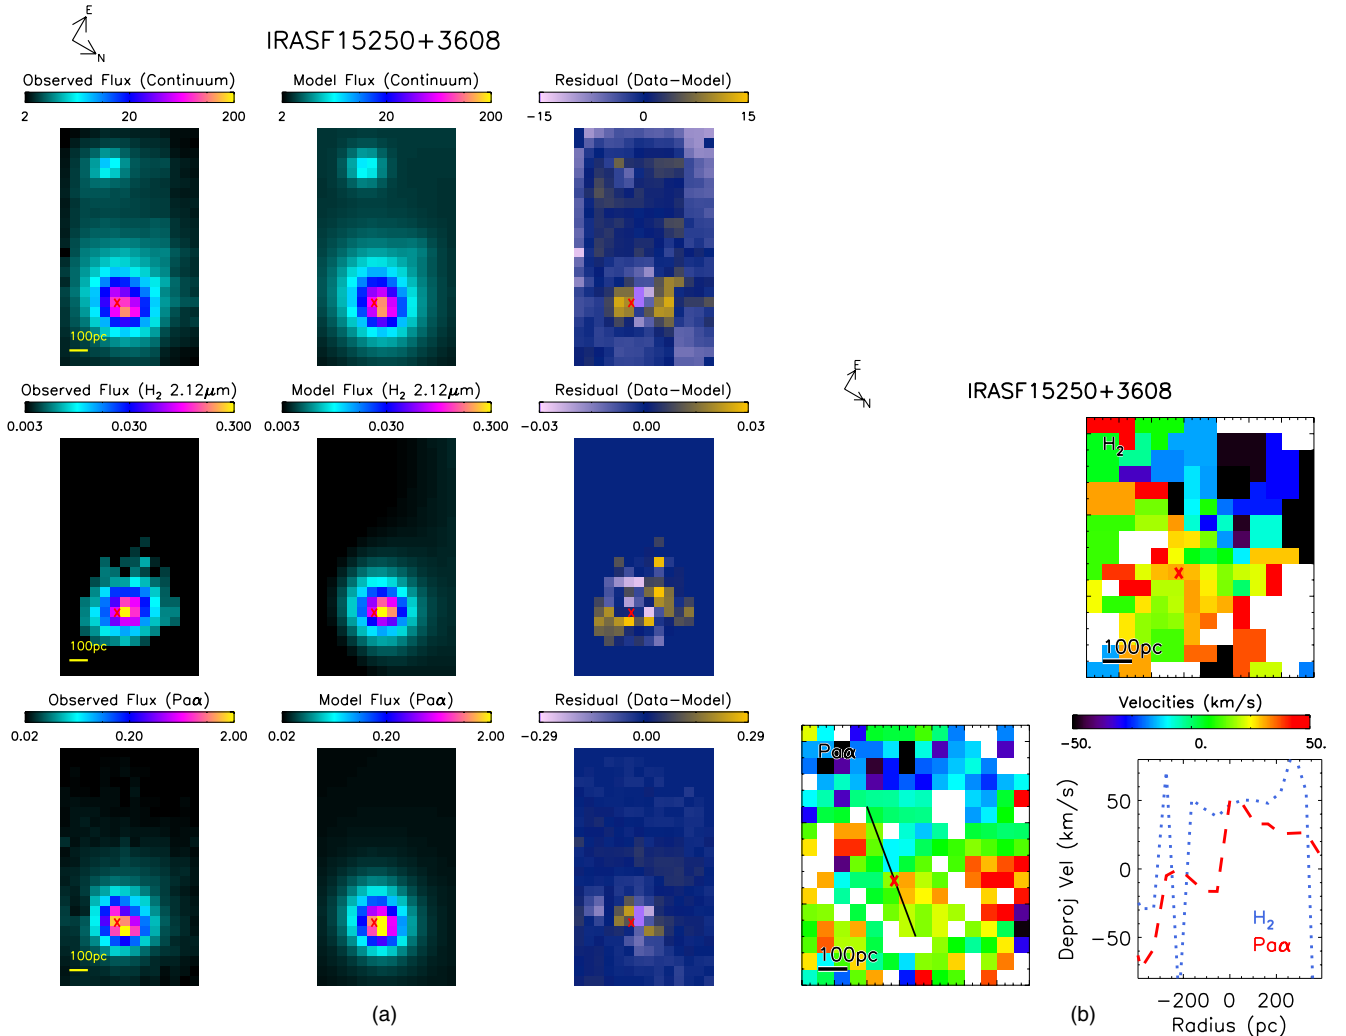 E
N
IRASF15250+3608
Observed Flux (Continuum)
Model Flux (Continuum)
Residual (Data-Model)
2 20 200
2 20 200
-15 0 15
X
X
X
100pc
Observed Flux (H₂ 2.12μm)
Model Flux (H₂ 2.12μm)
Residual (Data-Model)
0.003 0.030 0.300
0.003 0.030 0.300
-0.03 0.00 0.03
X
X
X
100pc
Observed Flux (Paα)
Model Flux (Paα)
Residual (Data-Model)
0.02 0.20 2.00
0.02 0.20 2.00
-0.29 0.00 0.29
X
X
X
100pc
(a)
E
N
IRASF15250+3608
H₂
X
100pc
Velocities (km/s)
-50. 0. 50.
Paα
X
100pc
Deproj Vel (km/s)
50
0
-50
H₂
Paα
-200 0 200
Radius (pc)
(b)